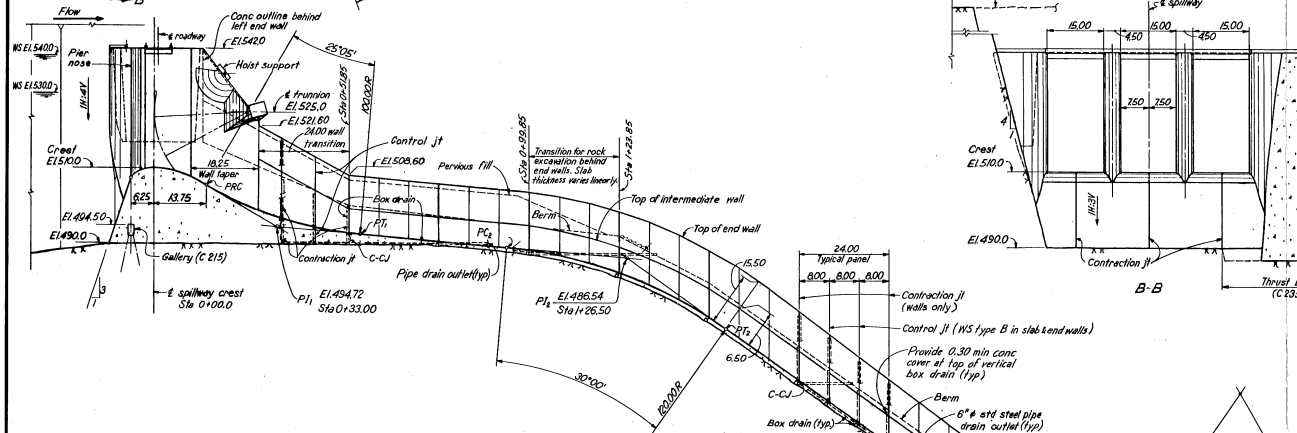 B
Flow
Conc outline behind
left end wall
℄ roadway
WS El.540.0
El.542.0
25°05'
Pier
nose
Hoist support
WS El.530.0
1H:4V
℄ trunnion
El.525.0
Sta 0+51.85
100.00R
El.521.60
24.00 wall
transition
Control jt
Crest
El.510.0
18.25
Wall taper
El.508.60
Pervious fill
Sta 0+99.85
Transition for rock
excavation behind
end walls. Slab
thickness varies linearly.
Sta 1+23.85
PRC
6.25
13.75
Box drain
Top of intermediate wall
Berm
Top of end wall
El.494.50
El.490.0
PT₁
PC₂
Gallery (C 215)
Contraction jt
C-CJ
Pipe drain outlet(typ)
3
1
℄ spillway crest
Sta 0+00.0
PI₁ El.494.72
Sta 0+33.00
PI₂ El.486.54
Sta 1+26.50
15.50
PT₂
6.50
30°00'
120.00R
24.00
Typical panel
8.00
8.00
8.00
Contraction jt
(walls only)
Control jt (WS type B in slab & end walls)
Provide 0.30 min conc
cover at top of vertical
box drain (typ)
C-CJ
Berm
Box drain (typ)
6" ϕ std steel pipe
drain outlet (typ)
℄ spillway
15.00
15.00
15.00
4.50
4.50
7.50
7.50
4
1
Crest
El.510.0
1H:3V
El.490.0
Contraction jt
B-B
Thrust